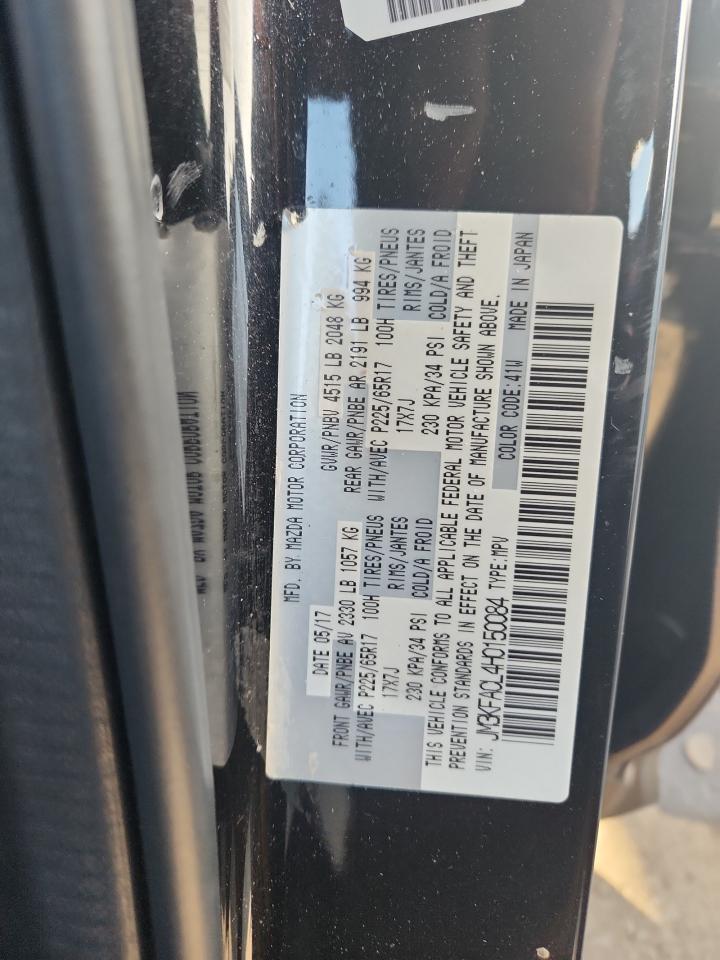 MFD. BY MAZDA MOTOR CORPORATION
DATE 05/17 GVWR/PNBV 4515 LB 2048 KG
FRONT GAWR/PNBE AV 2330 LB 1057 KG REAR GAWR/PNBE AR 2191 LB 994 KG
WITH/AVEC P225/65R17 100H TIRES/PNEUS WITH/AVEC P225/65R17 100H TIRES/PNEUS
17X7J RIMS/JANTES 17X7J RIMS/JANTES
230 KPA/34 PSI COLD/A FROID 230 KPA/34 PSI COLD/A FROID
THIS VEHICLE CONFORMS TO ALL APPLICABLE FEDERAL MOTOR VEHICLE SAFETY AND THEFT
PREVENTION STANDARDS IN EFFECT ON THE DATE OF MANUFACTURE SHOWN ABOVE.
VIN: JM3KFACL4H0150084 TYPE:MPV COLOR CODE:41W MADE IN JAPAN